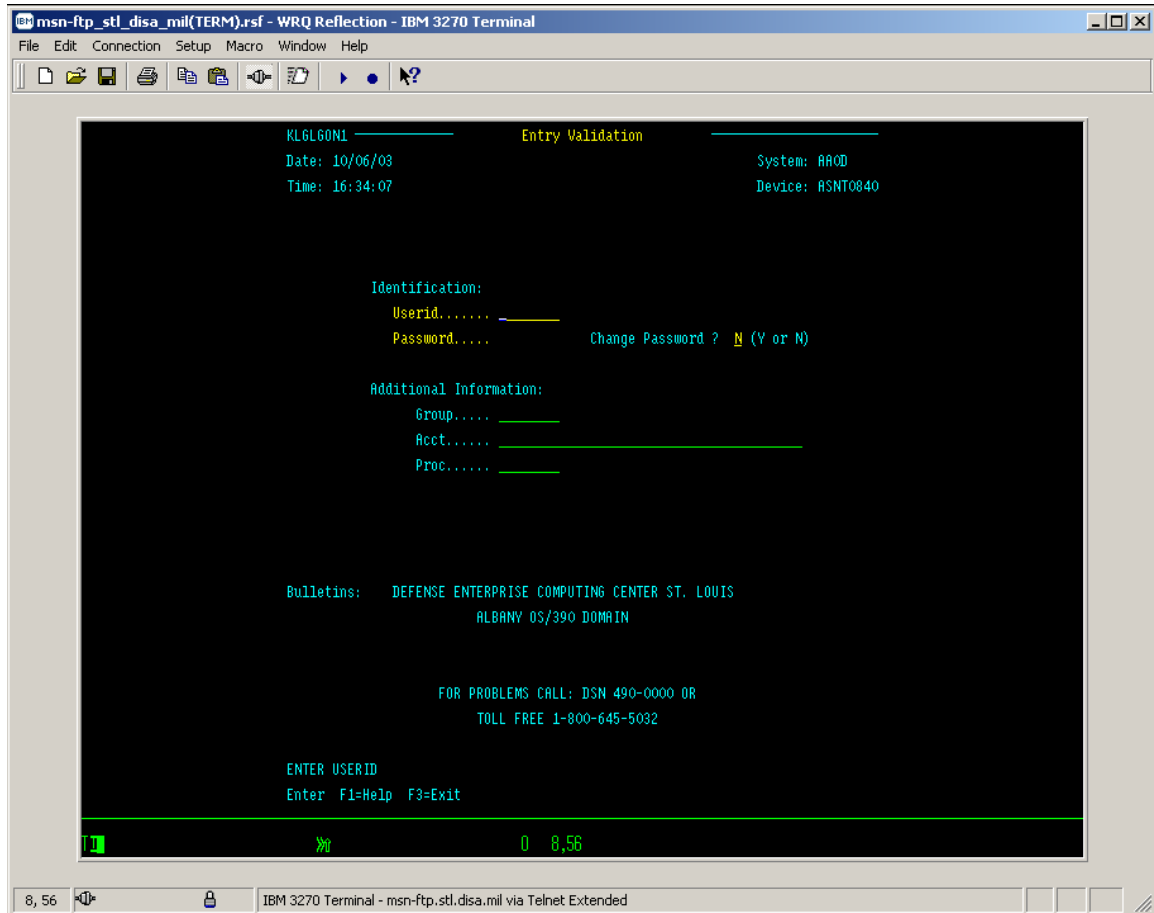 msn-ftp_stl_disa_mil(TERM).rsf - WRQ Reflection - IBM 3270 Terminal
File Edit Connection Setup Macro Window Help
KLGLGON1 Entry Validation
Date: 10/06/03 System: AAOD
Time: 16:34:07 Device: ASNT0840
Identification:
Userid....... _
Password..... Change Password ? N (Y or N)
Additional Information:
Group.....
Acct......
Proc......
Bulletins: DEFENSE ENTERPRISE COMPUTING CENTER ST. LOUIS
ALBANY OS/390 DOMAIN
FOR PROBLEMS CALL: DSN 490-0000 OR
TOLL FREE 1-800-645-5032
ENTER USERID
Enter F1=Help F3=Exit
0 8,56
8, 56 IBM 3270 Terminal - msn-ftp.stl.disa.mil via Telnet Extended